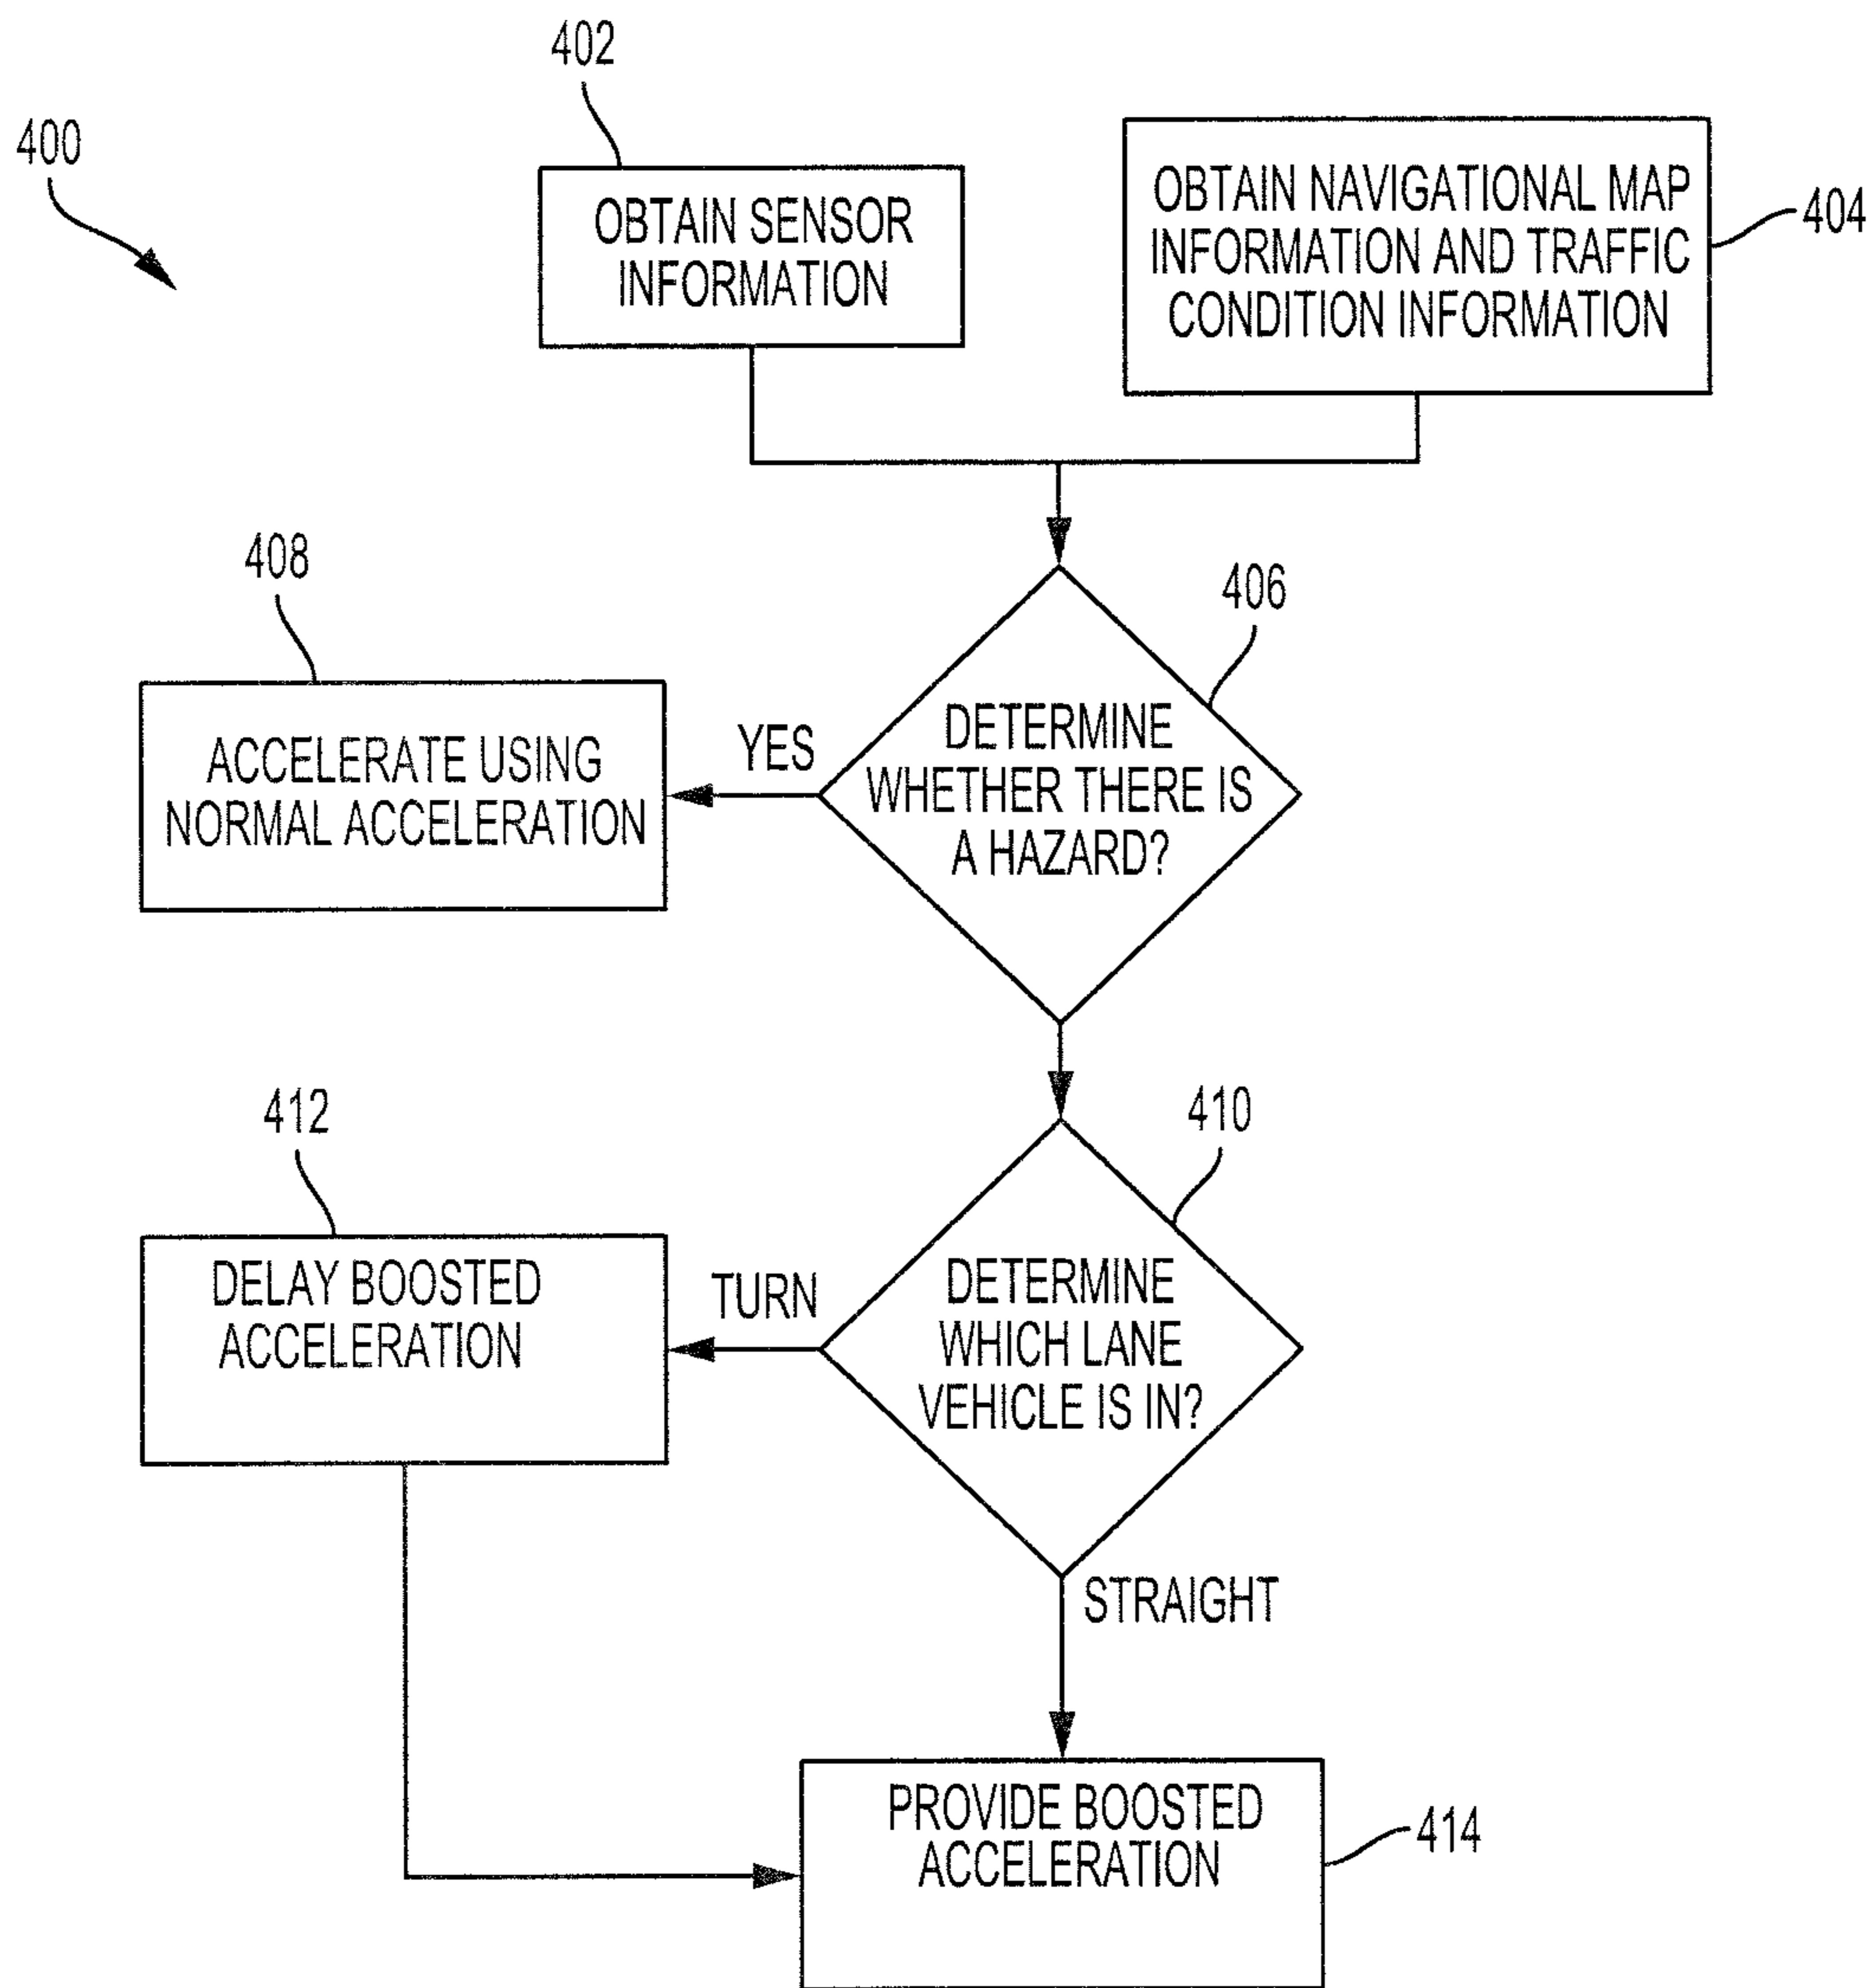 402
400
OBTAIN SENSOR
INFORMATION
OBTAIN NAVIGATIONAL MAP
INFORMATION AND TRAFFIC
CONDITION INFORMATION
404
408
406
ACCELERATE USING
NORMAL ACCELERATION
YES
DETERMINE
WHETHER THERE IS
A HAZARD?
412
410
DELAY BOOSTED
ACCELERATION
TURN
DETERMINE
WHICH LANE
VEHICLE IS IN?
STRAIGHT
PROVIDE BOOSTED
ACCELERATION
414